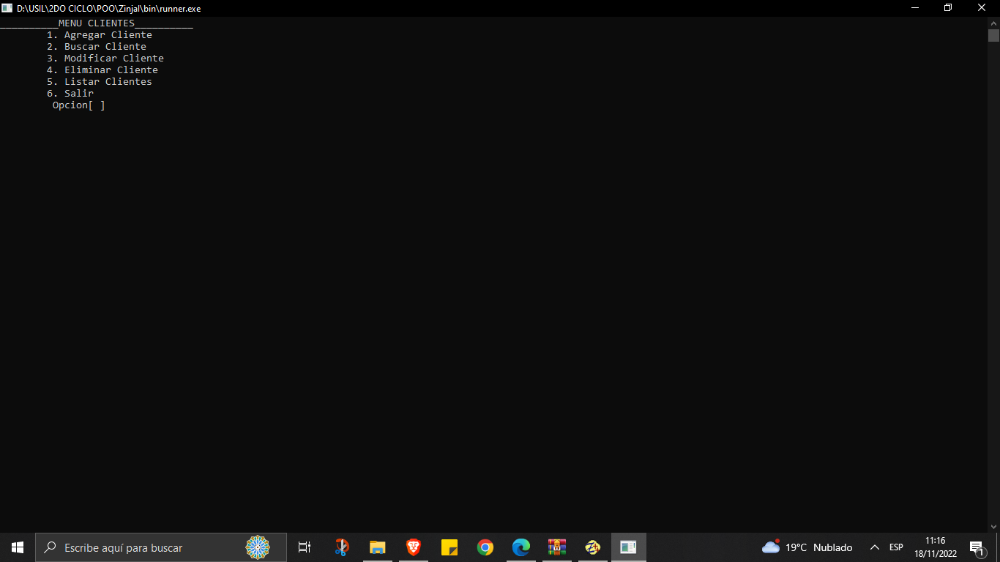 D:\USIL\2DO CICLO\POO\Zinjal\bin\runner.exe
__________MENU CLIENTES__________
1. Agregar Cliente
2. Buscar Cliente
3. Modificar Cliente
4. Eliminar Cliente
5. Listar Clientes
6. Salir
Opcion[ ]
Escribe aquí para buscar
19°C Nublado
ESP
11:16
18/11/2022
1